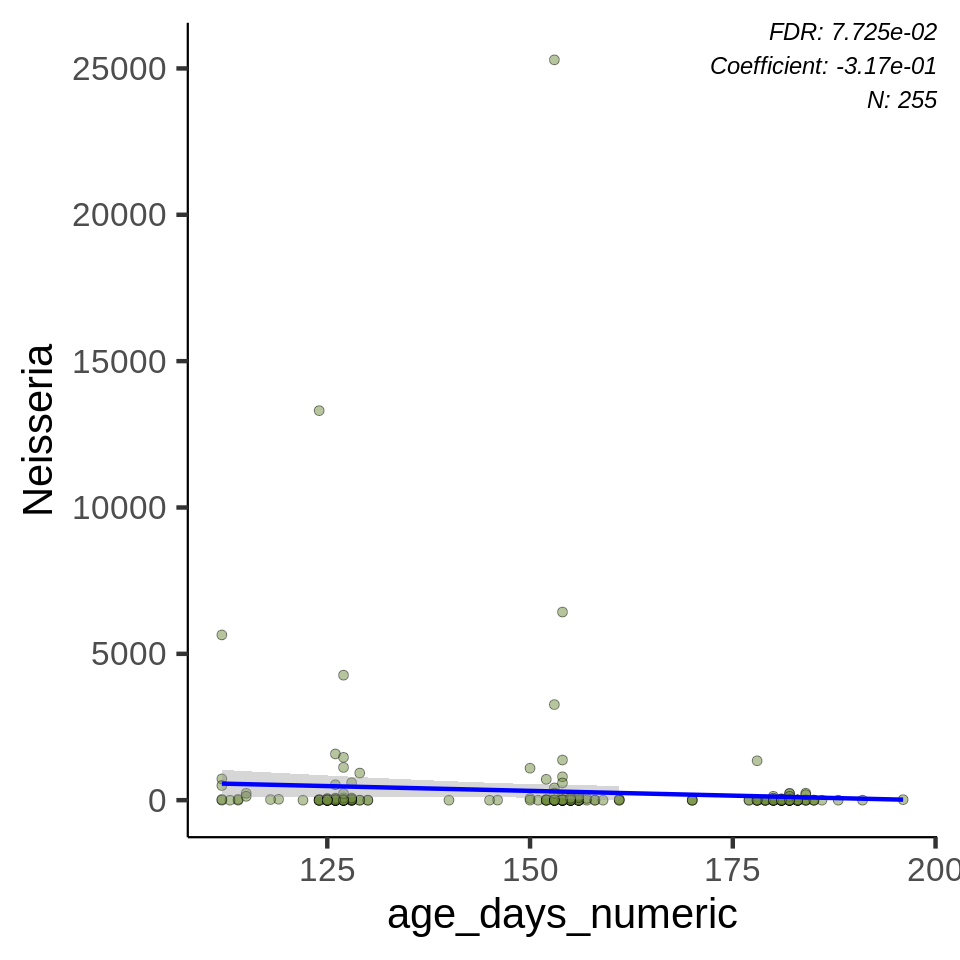 FDR: 7.725e-02
Coefficient: -3.17e-01
N: 255
Neisseria
25000
20000
15000
10000
5000
0
125 150 175 200
age_days_numeric